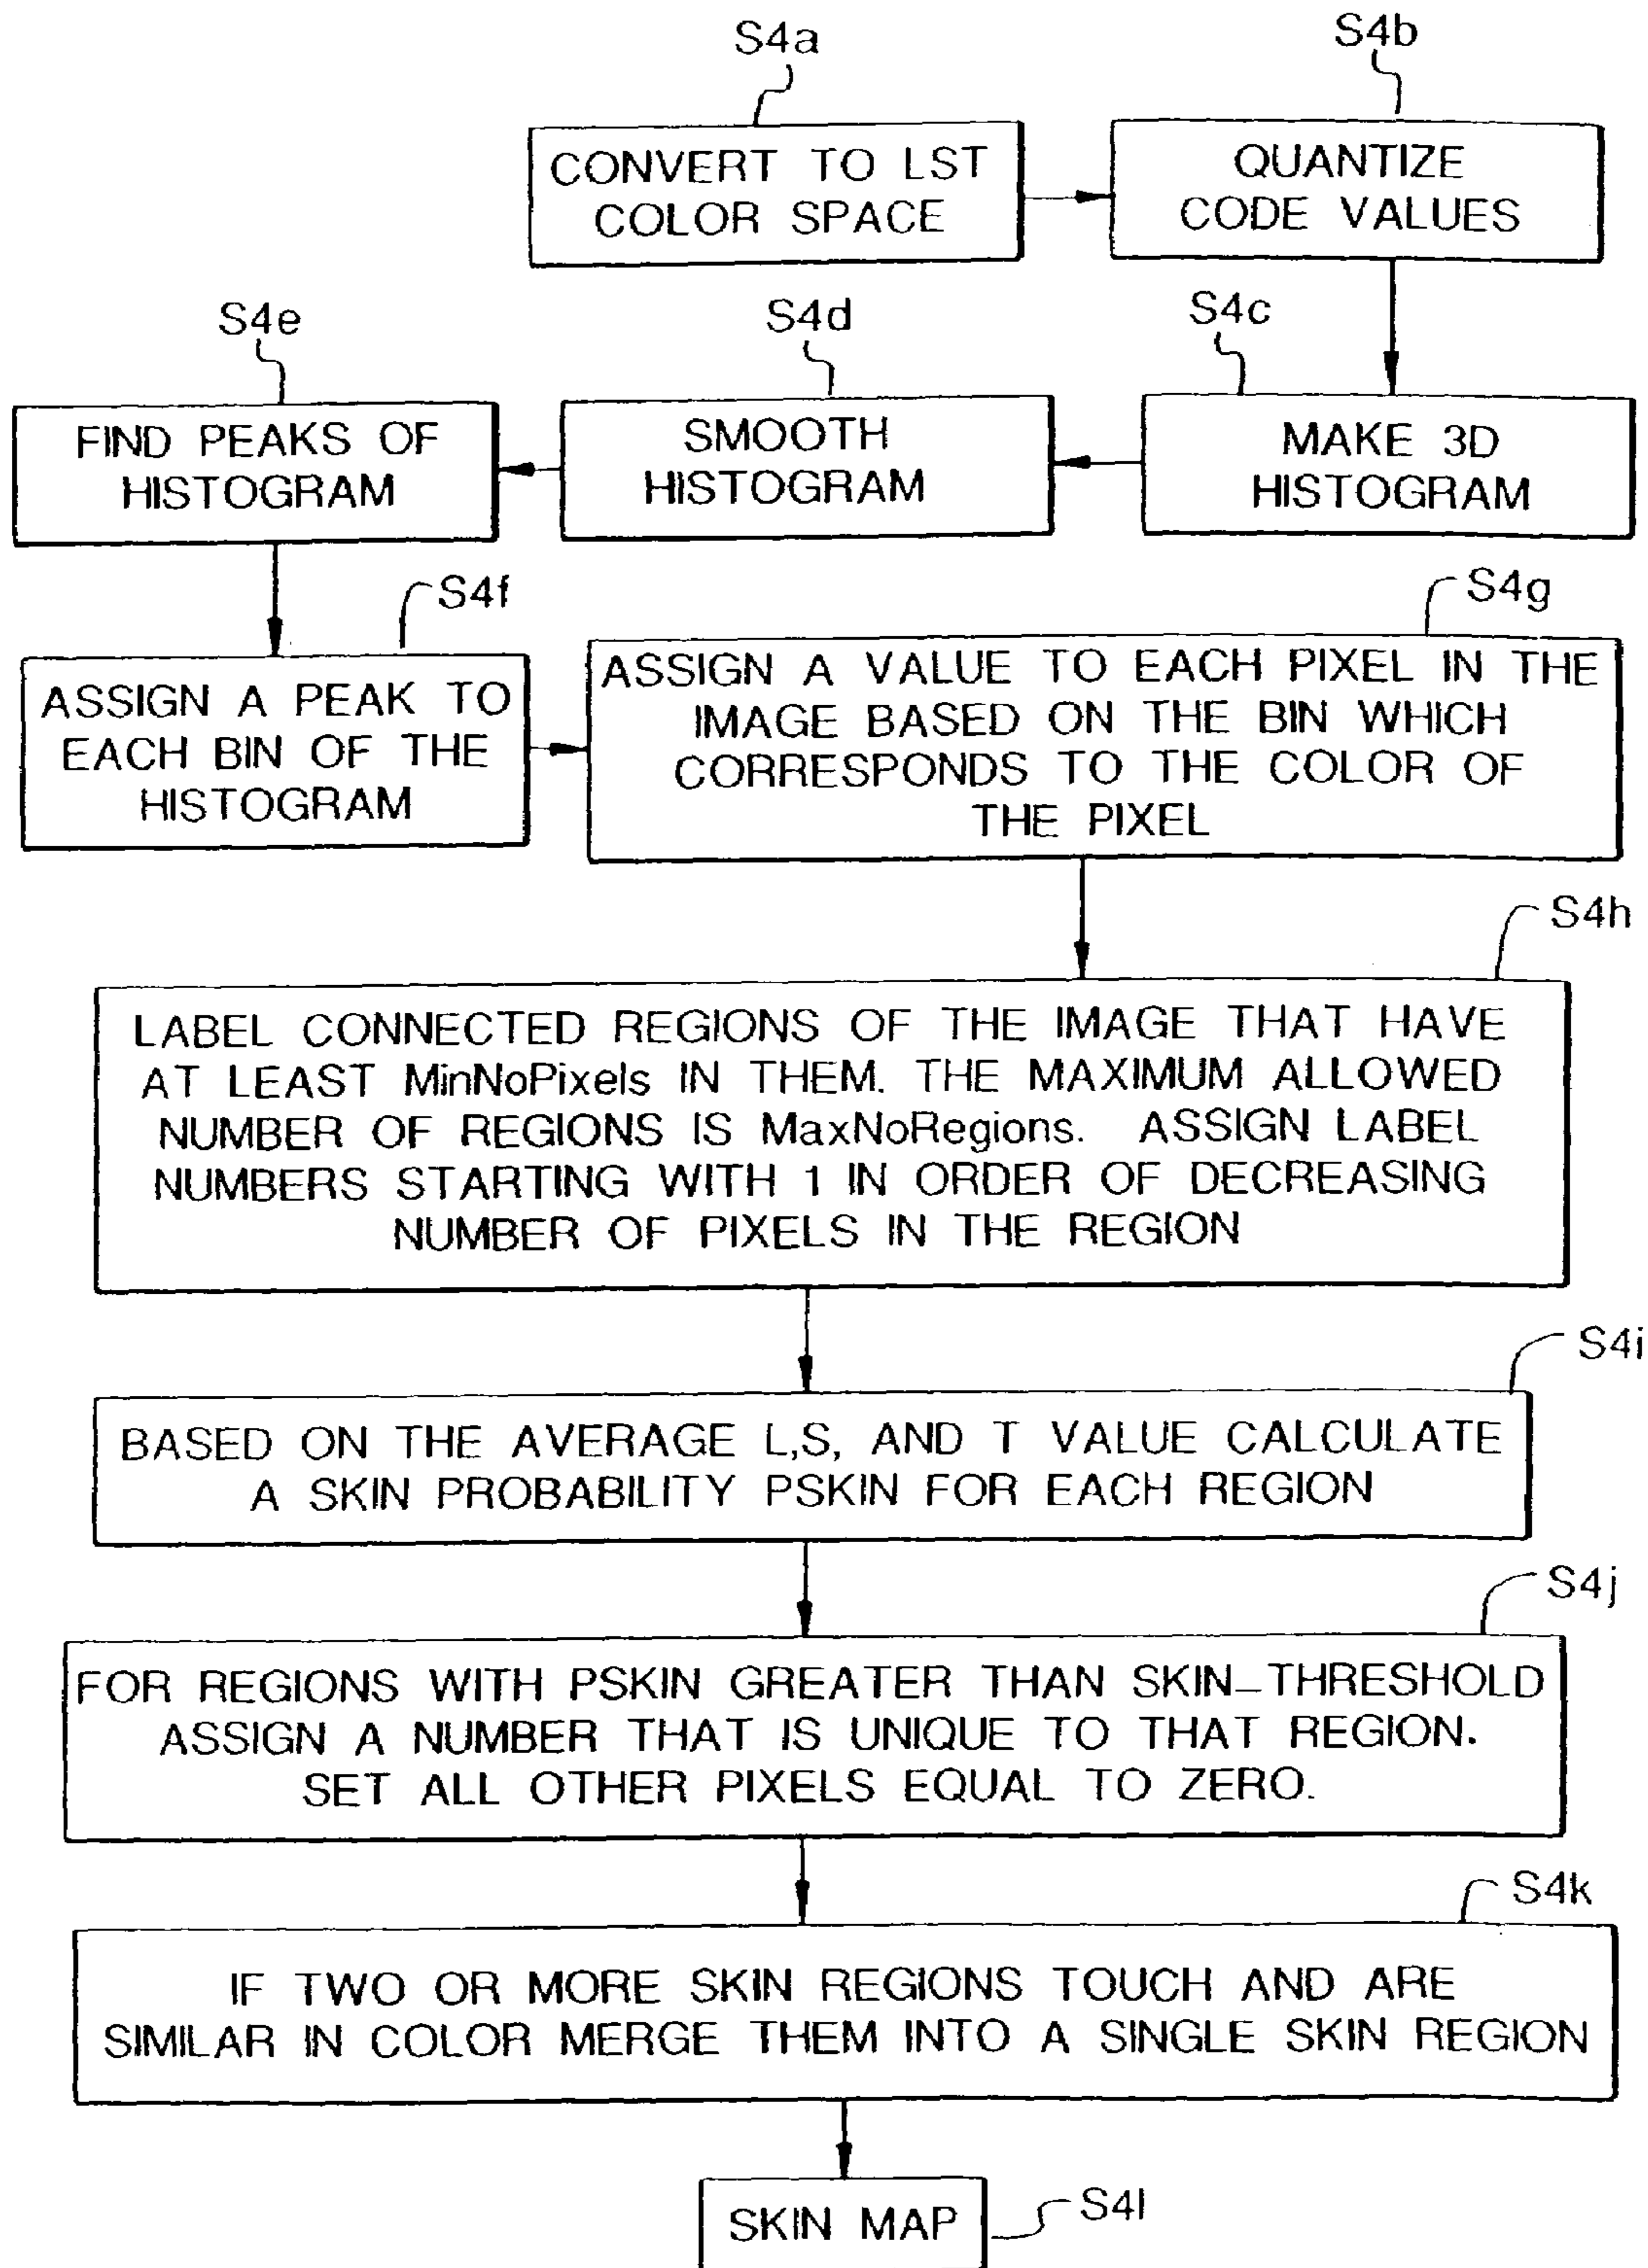 S4a
S4b
CONVERT TO LST
COLOR SPACE
QUANTIZE
CODE VALUES
S4e
S4d
S4c
FIND PEAKS OF
HISTOGRAM
SMOOTH
HISTOGRAM
MAKE 3D
HISTOGRAM
S4f
S4g
ASSIGN A PEAK TO
EACH BIN OF THE
HISTOGRAM
ASSIGN A VALUE TO EACH PIXEL IN THE
IMAGE BASED ON THE BIN WHICH
CORRESPONDS TO THE COLOR OF
THE PIXEL
S4h
LABEL CONNECTED REGIONS OF THE IMAGE THAT HAVE
AT LEAST MinNoPixels IN THEM. THE MAXIMUM ALLOWED
NUMBER OF REGIONS IS MaxNoRegions. ASSIGN LABEL
NUMBERS STARTING WITH 1 IN ORDER OF DECREASING
NUMBER OF PIXELS IN THE REGION
S4i
BASED ON THE AVERAGE L,S, AND T VALUE CALCULATE
A SKIN PROBABILITY PSKIN FOR EACH REGION
S4j
FOR REGIONS WITH PSKIN GREATER THAN SKIN-THRESHOLD
ASSIGN A NUMBER THAT IS UNIQUE TO THAT REGION.
SET ALL OTHER PIXELS EQUAL TO ZERO.
S4k
IF TWO OR MORE SKIN REGIONS TOUCH AND ARE
SIMILAR IN COLOR MERGE THEM INTO A SINGLE SKIN REGION
SKIN MAP
S4l